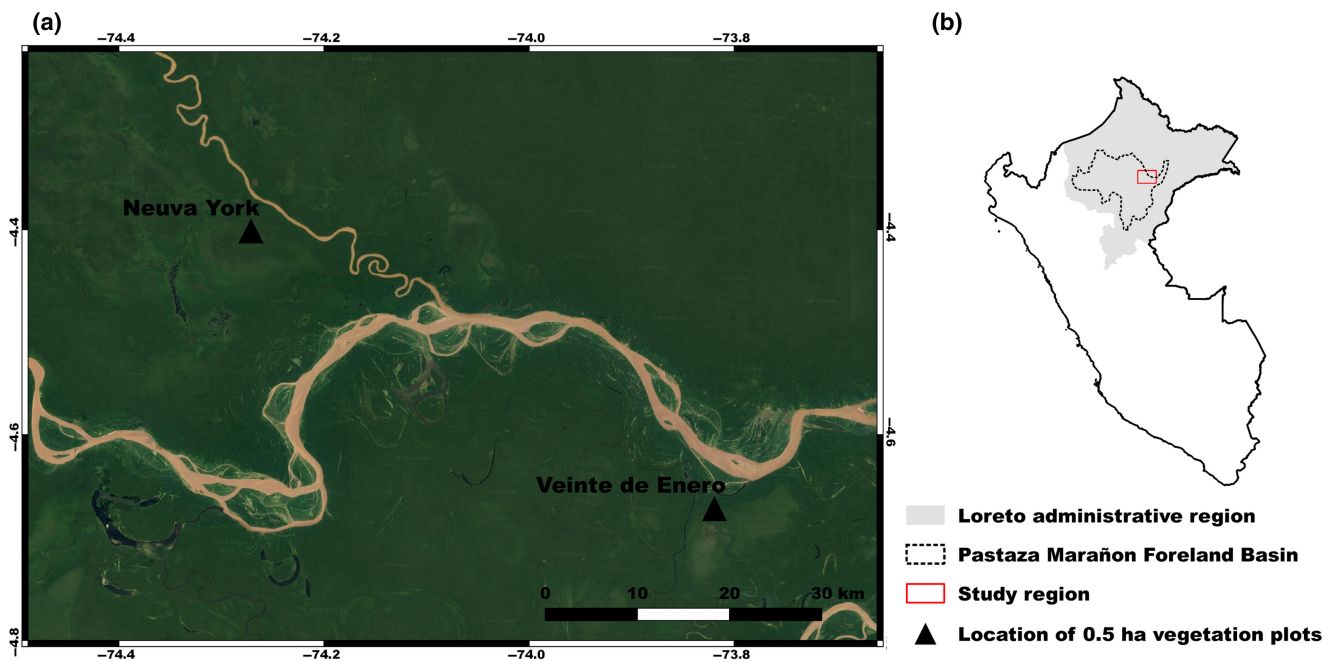 (a)
(b)
−74.4 −74.2 −74.0 −73.8
Neuva York
−4.4
−4.4
−4.6
−4.6
Veinte de Enero
0 10 20 30 km
−4.8
−74.4 −74.2 −74.0 −73.8
Loreto administrative region
Pastaza Marañon Foreland Basin
Study region
Location of 0.5 ha vegetation plots